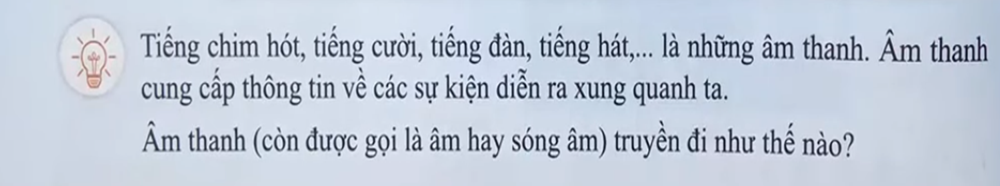 Tiếng chim hót, tiếng cười, tiếng đàn, tiếng hát,... là những âm thanh. Âm thanh
cung cấp thông tin về các sự kiện diễn ra xung quanh ta.
Âm thanh (còn được gọi là âm hay sóng âm) truyền đi như thế nào?